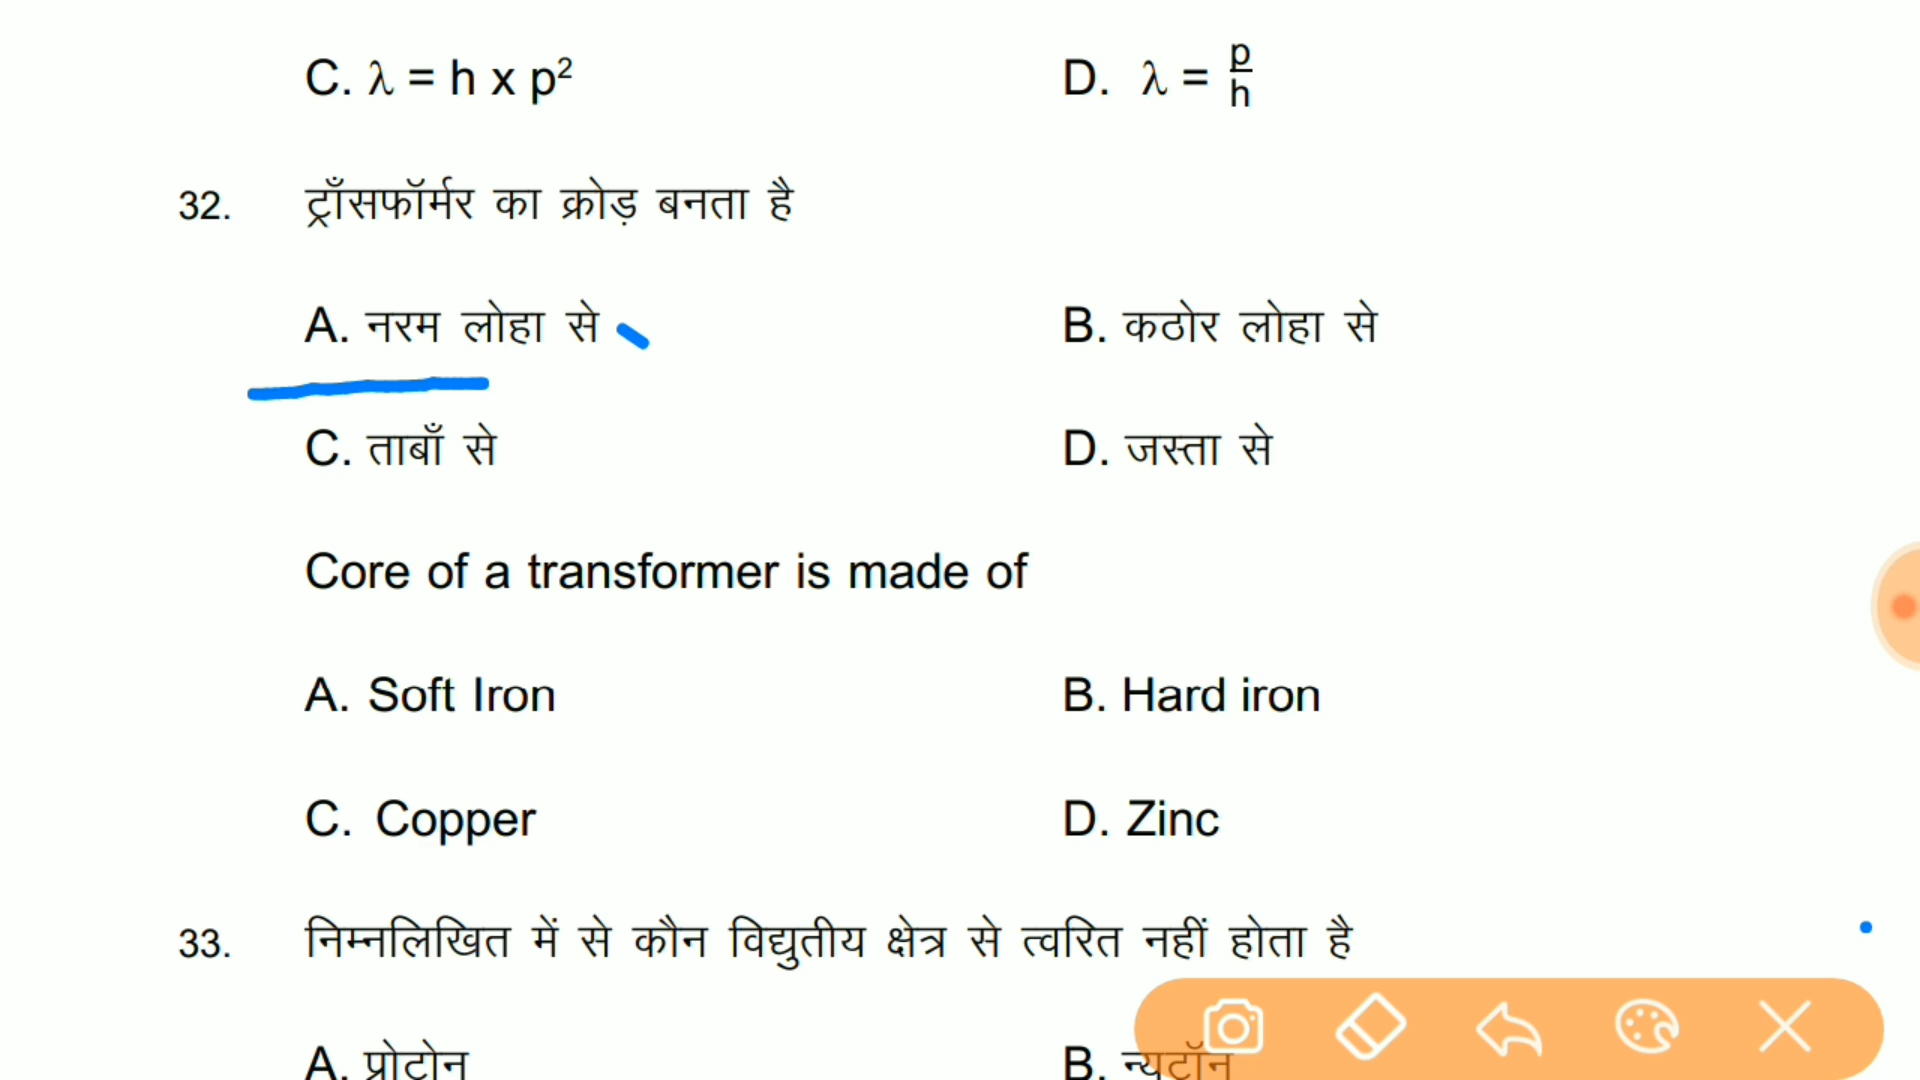 C. λ = h x p² D. λ = p/h
32. ट्राँसफॉर्मर का क्रोड़ बनता है
A. नरम लोहा से B. कठोर लोहा से
C. ताबाँ से D. जस्ता से
Core of a transformer is made of
A. Soft Iron B. Hard iron
C. Copper D. Zinc
33. निम्नलिखित में से कौन विद्युतीय क्षेत्र से त्वरित नहीं होता है
A. प्रोटोन B. न्यूटॉन